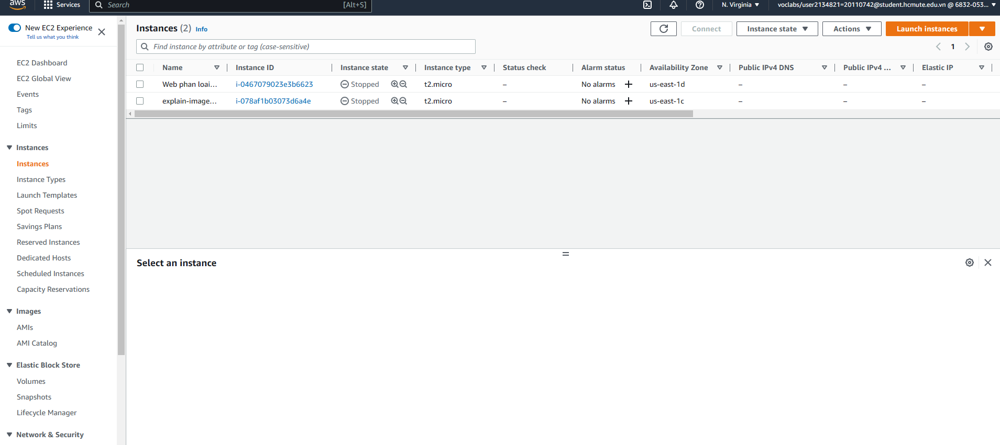 aws
Services
Search
[Alt+S]
N. Virginia
voclabs/user2134821=20110742@student.hcmute.edu.vn @ 6832-053...
New EC2 Experience
Tell us what you think
EC2 Dashboard
EC2 Global View
Events
Tags
Limits
Instances
Instances
Instance Types
Launch Templates
Spot Requests
Savings Plans
Reserved Instances
Dedicated Hosts
Scheduled Instances
Capacity Reservations
Images
AMIs
AMI Catalog
Elastic Block Store
Volumes
Snapshots
Lifecycle Manager
Network & Security
Instances (2) Info
Connect
Instance state
Actions
Launch instances
Find instance by attribute or tag (case-sensitive)
1
Name Instance ID Instance state Instance type Status check Alarm status Availability Zone Public IPv4 DNS Public IPv4 ... Elastic IP
Web phan loai... i-0467079023e3b6623 Stopped t2.micro – No alarms + us-east-1d – – –
explain-image... i-078af1b03073d6a4e Stopped t2.micro – No alarms + us-east-1c – – –
Select an instance